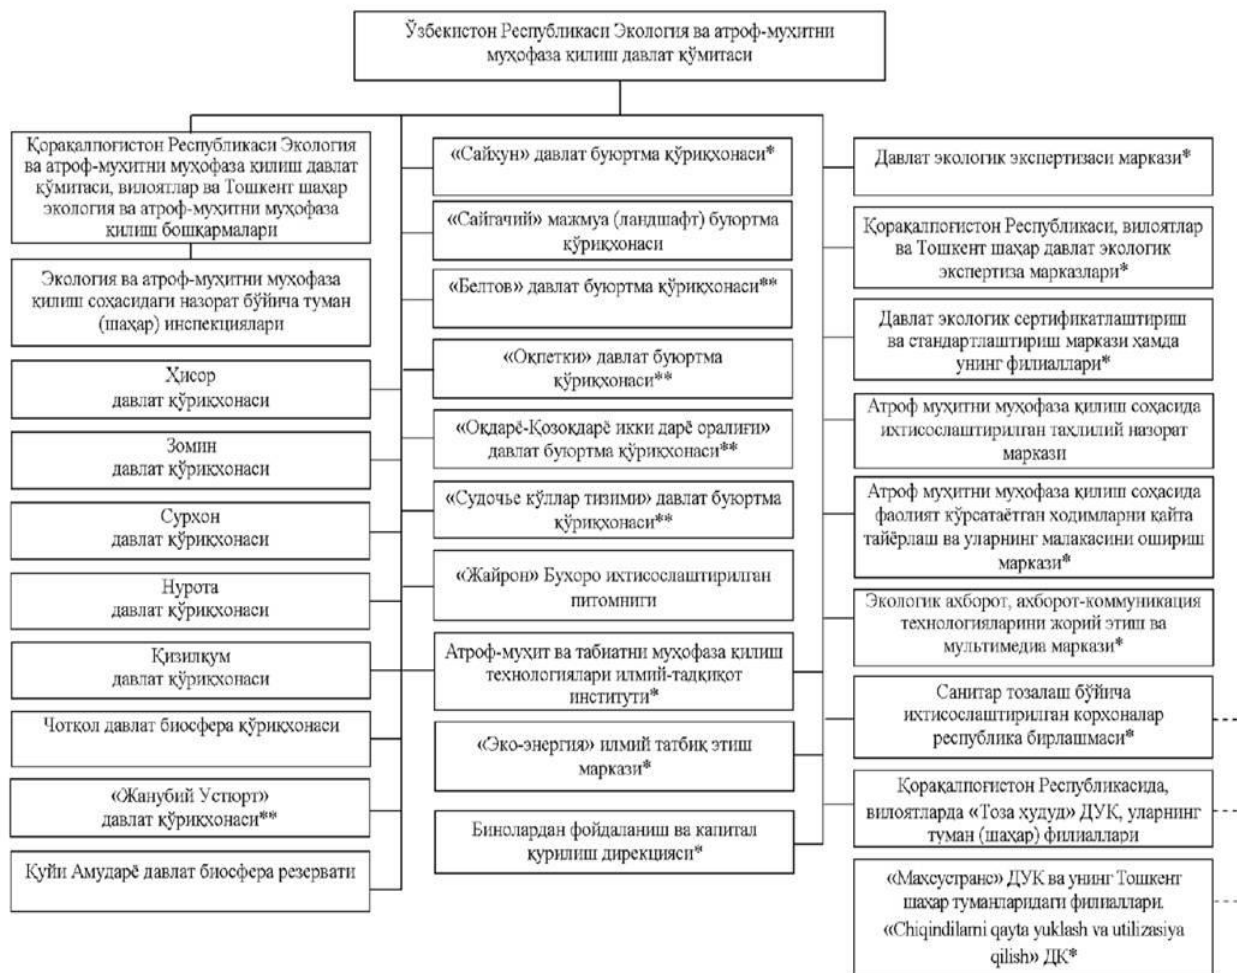 Ўзбекистон Республикаси Экология ва атроф-муҳитни
муҳофаза қилиш давлат қўмитаси
Қорақалпоғистон Республикаси Экология
ва атроф-муҳитни муҳофаза қилиш давлат
қўмитаси, вилоятлар ва Тошкент шаҳар
экология ва атроф-муҳитни муҳофаза
қилиш бошқармалари
Экология ва атроф-муҳитни муҳофаза
қилиш соҳасидаги назорат бўйича туман
(шаҳар) инспекциялари
Ҳисор
давлат қўриқхонаси
Зомин
давлат қўриқхонаси
Сурхон
давлат қўриқхонаси
Нурота
давлат қўриқхонаси
Қизилқум
давлат қўриқхонаси
Чотқол давлат биосфера қўриқхонаси
«Жанубий Устюрт»
давлат қўриқхонаси**
Қуйи Амударё давлат биосфера резервати
«Сайхун» давлат буюртма қўриқхонаси*
«Сайгачий» мажмуа (ландшафт) буюртма
қўриқхонаси
«Белтов» давлат буюртма қўриқхонаси**
«Оқпетки» давлат буюртма
қўриқхонаси**
«Оқдарё-Қозоқдарё икки дарё оралиғи»
давлат буюртма қўриқхонаси**
«Судочье кўллар тизими» давлат буюртма
қўриқхонаси**
«Жайрон» Бухоро ихтисослаштирилган
питомниги
Атроф-муҳит ва табиатни муҳофаза қилиш
технологиялари илмий-тадқиқот
институти*
«Эко-энергия» илмий татбиқ этиш
маркази*
Бинолардан фойдаланиш ва капитал
қурилиш дирекцияси*
Давлат экологик экспертизаси маркази*
Қорақалпоғистон Республикаси, вилоятлар
ва Тошкент шаҳар давлат экологик
экспертиза марказлари*
Давлат экологик сертификатлаштириш
ва стандартлаштириш маркази ҳамда
унинг филиаллари*
Атроф муҳитни муҳофаза қилиш соҳасида
ихтисослаштирилган таҳлилий назорат
маркази
Атроф муҳитни муҳофаза қилиш соҳасида
фаолият кўрсатаётган ходимларни қайта
тайёрлаш ва уларнинг малакасини ошириш
маркази*
Экологик ахборот, ахборот-коммуникация
технологияларини жорий этиш ва
мультимедиа маркази*
Санитар тозалаш бўйича
ихтисослаштирилган корхоналар
республика бирлашмаси*
Қорақалпоғистон Республикасида,
вилоятларда «Тоза ҳудуд» ДУК, уларнинг
туман (шаҳар) филиаллари
«Махсустранс» ДУК ва унинг Тошкент
шаҳар туманларидаги филиаллари.
«Chiqindilarni qayta yuklash va utilizasiya
qilish» ДК*